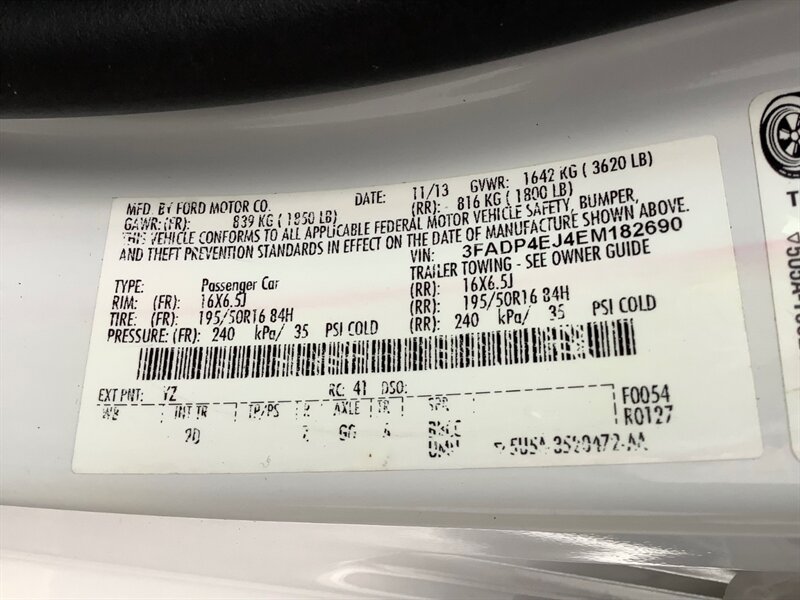 MFD. BY FORD MOTOR CO. DATE: 11/13 GVWR: 1642 KG ( 3620 LB)
GAWR:(FR): 839 KG ( 1850 LB) (RR): 816 KG ( 1800 LB)
THIS VEHICLE CONFORMS TO ALL APPLICABLE FEDERAL MOTOR VEHICLE SAFETY, BUMPER,
AND THEFT PREVENTION STANDARDS IN EFFECT ON THE DATE OF MANUFACTURE SHOWN ABOVE.
VIN: 3FADP4EJ4EM182690
TYPE: Passenger Car TRAILER TOWING - SEE OWNER GUIDE
RIM: (FR): 16X6.5J (RR): 16X6.5J
TIRE: (FR): 195/50R16 84H (RR): 195/50R16 84H
PRESSURE: (FR): 240 kPa/ 35 PSI COLD (RR): 240 kPa/ 35 PSI COLD
EXT PNT: YZ RC: 41 DSO: F0054
WB INT TR TP/PS R AXLE TR SPR R0127
T